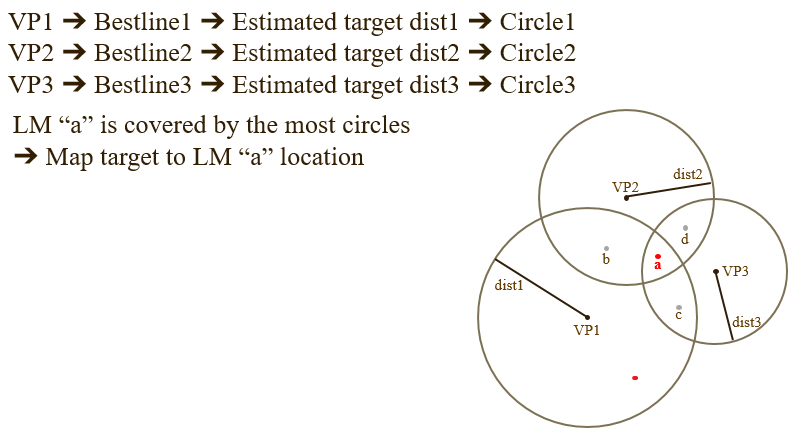 VP1 ➔ Bestline1 ➔ Estimated target dist1 ➔ Circle1
VP2 ➔ Bestline2 ➔ Estimated target dist2 ➔ Circle2
VP3 ➔ Bestline3 ➔ Estimated target dist3 ➔ Circle3
LM “a” is covered by the most circles
➔ Map target to LM “a” location
dist2
VP2
d
b
a
VP3
dist1
c
dist3
VP1